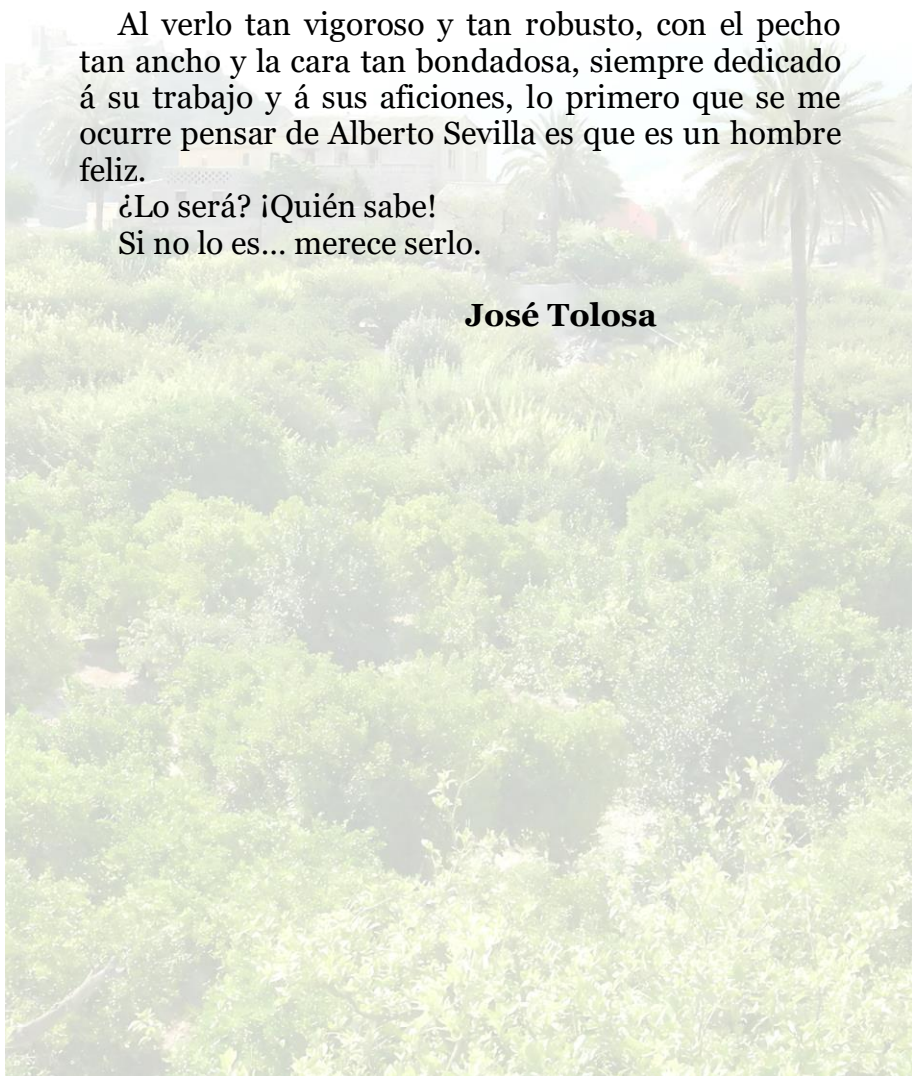 Al verlo tan vigoroso y tan robusto, con el pecho
tan ancho y la cara tan bondadosa, siempre dedicado
á su trabajo y á sus aficiones, lo primero que se me
ocurre pensar de Alberto Sevilla es que es un hombre
feliz.
¿Lo será? ¡Quién sabe!
Si no lo es... merece serlo.
José Tolosa